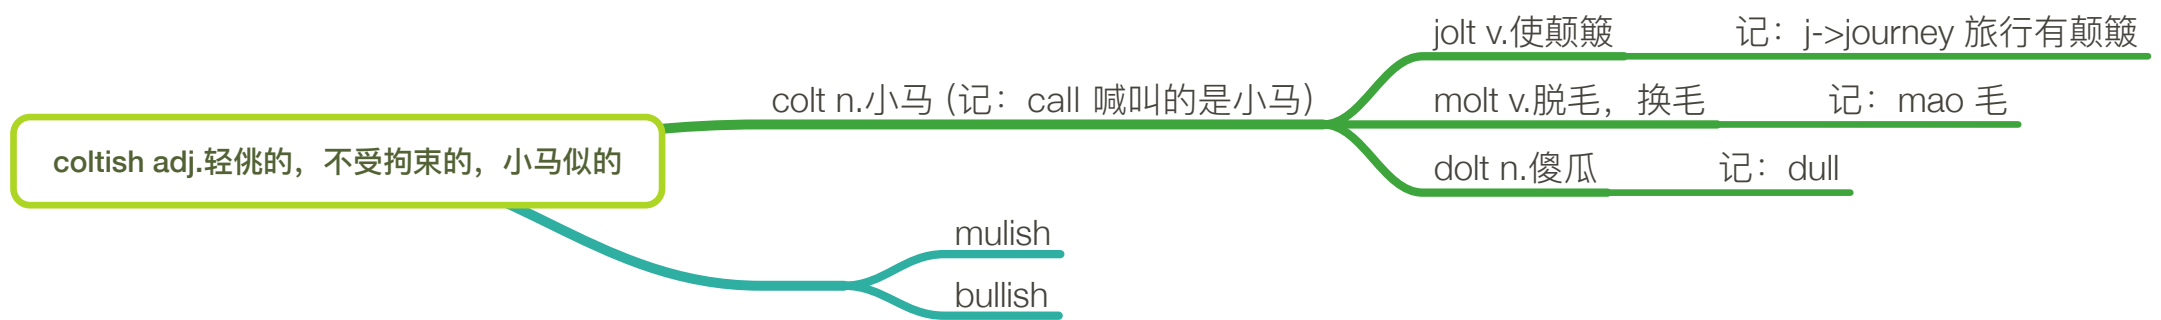 coltish adj.轻佻的，不受拘束的，小马似的
colt n.小马 (记：call 喊叫的是小马)
jolt v.使颠簸
记：j->journey 旅行有颠簸
molt v.脱毛，换毛
记：mao 毛
dolt n.傻瓜
记：dull
mulish
bullish